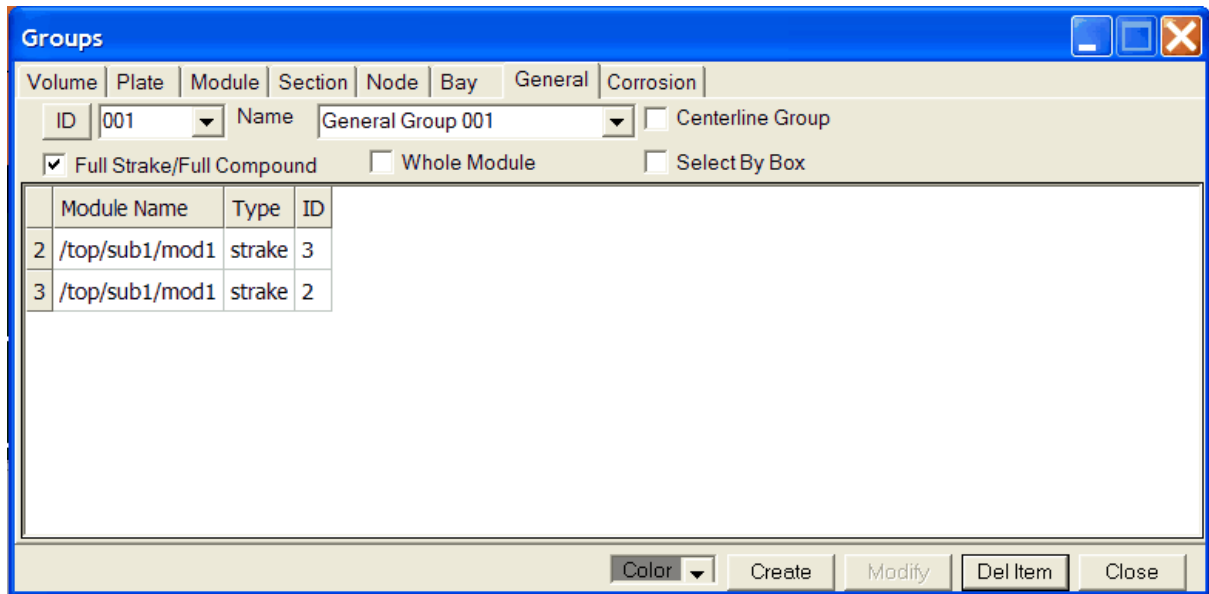 Groups
Volume Plate Module Section Node Bay General Corrosion
ID 001 Name General Group 001 Centerline Group
Full Strake/Full Compound Whole Module Select By Box
Module Name Type ID
2 /top/sub1/mod1 strake 3
3 /top/sub1/mod1 strake 2
Color Create Modify Del Item Close